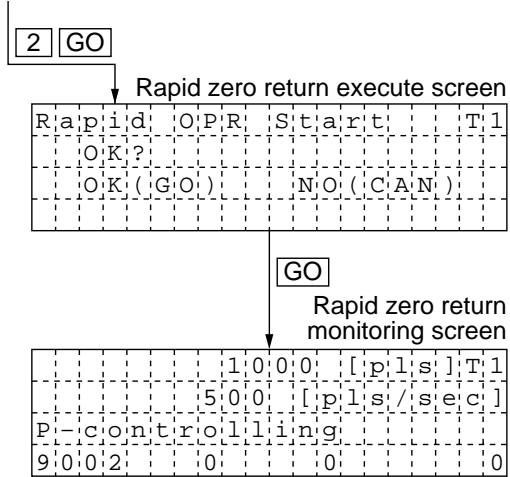 2 GO
Rapid zero return execute screen
Rapid OPR Start T1
OK?
OK(GO) NO(CAN)
GO
Rapid zero return
monitoring screen
1000 [pls]T1
500 [pls/sec]
P-controlling
9002 0 0 0